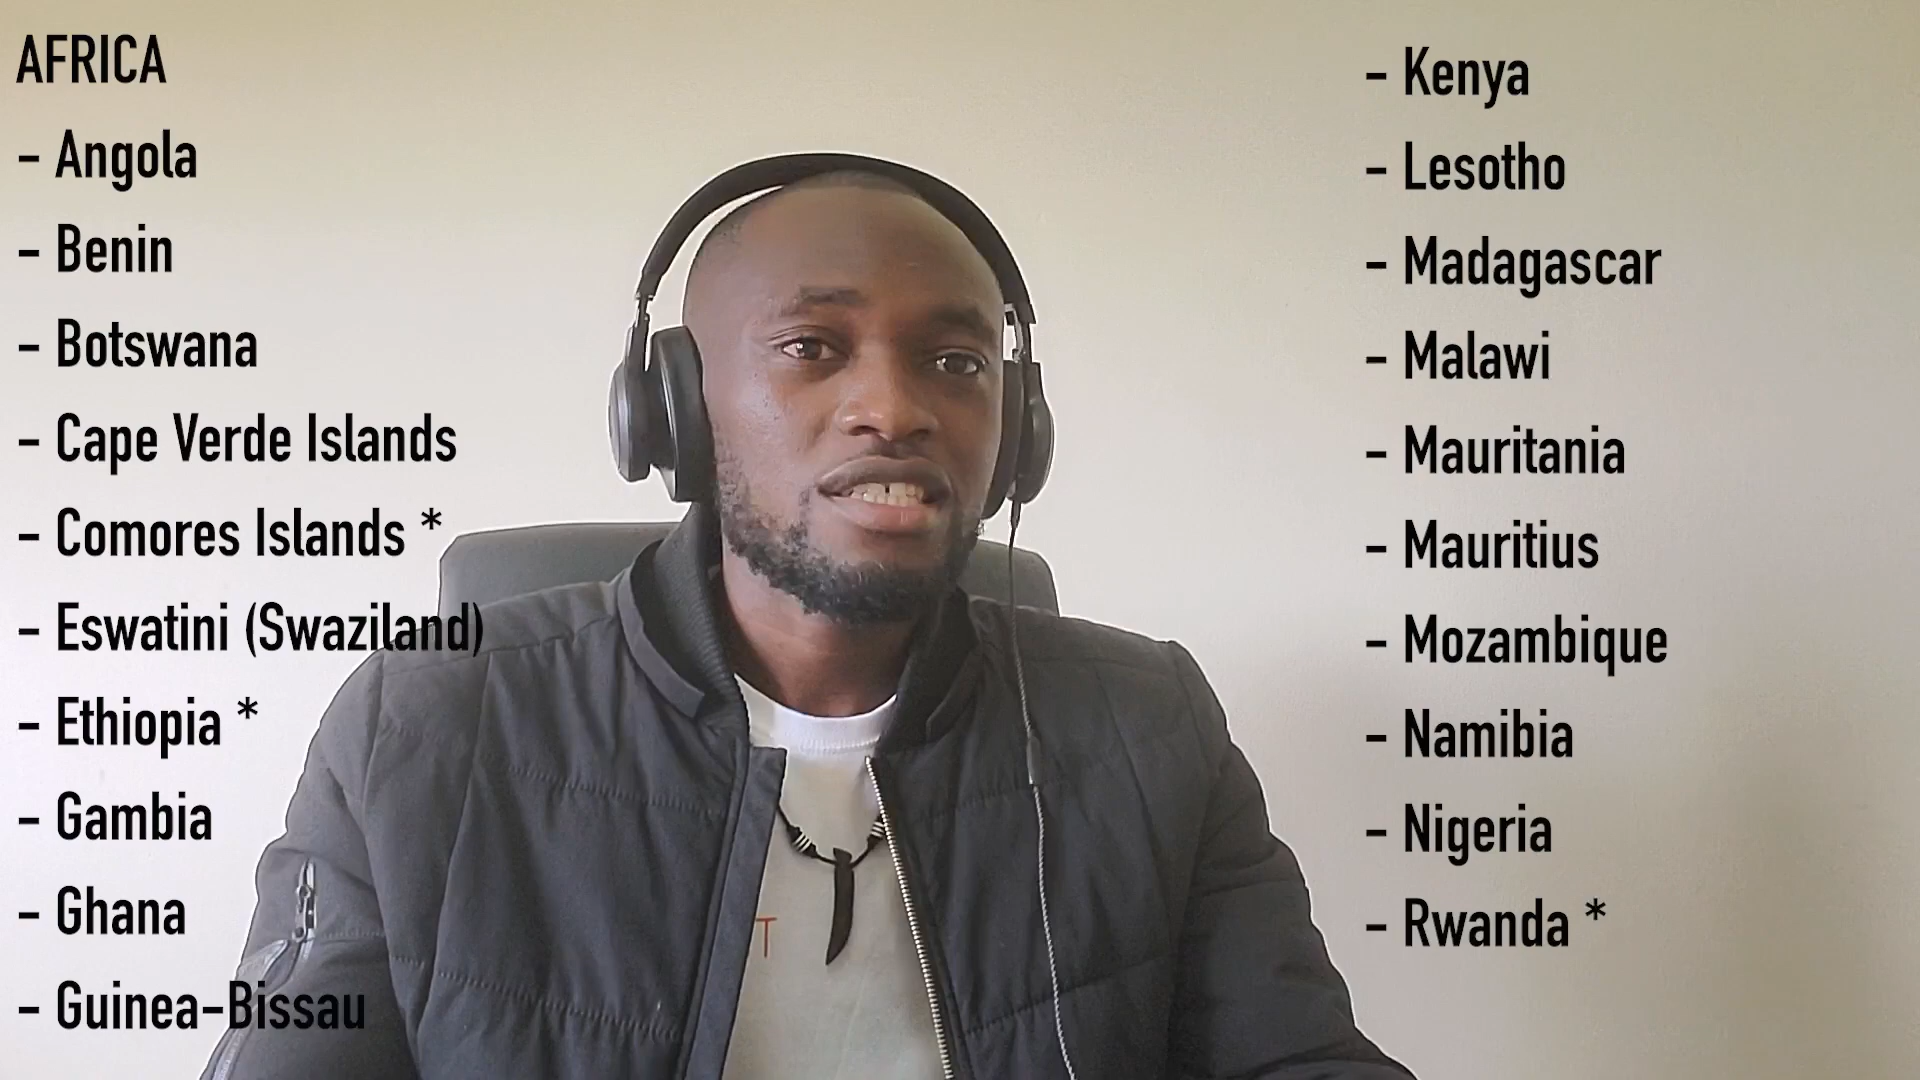 AFRICA
- Angola
- Benin
- Botswana
- Cape Verde Islands
- Comores Islands *
- Eswatini (Swaziland)
- Ethiopia *
- Gambia
- Ghana
- Guinea-Bissau
- Kenya
- Lesotho
- Madagascar
- Malawi
- Mauritania
- Mauritius
- Mozambique
- Namibia
- Nigeria
- Rwanda *
T